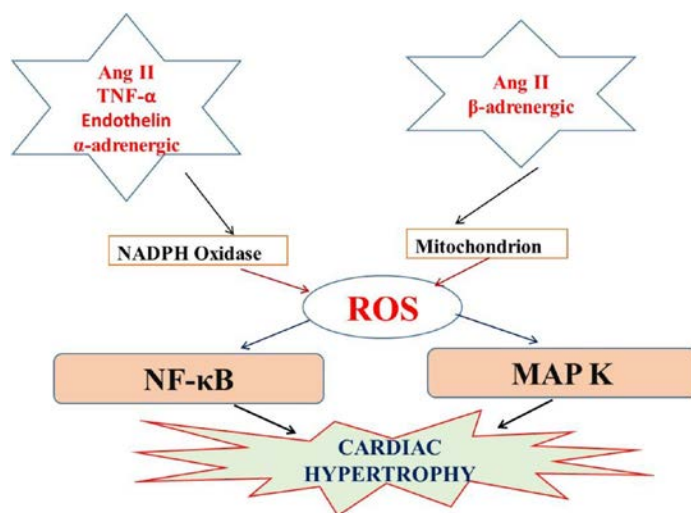 Ang II
TNF-α
Endothelin
α-adrenergic
Ang II
β-adrenergic
NADPH Oxidase
Mitochondrion
ROS
NF-κB
MAP K
CARDIAC
HYPERTROPHY